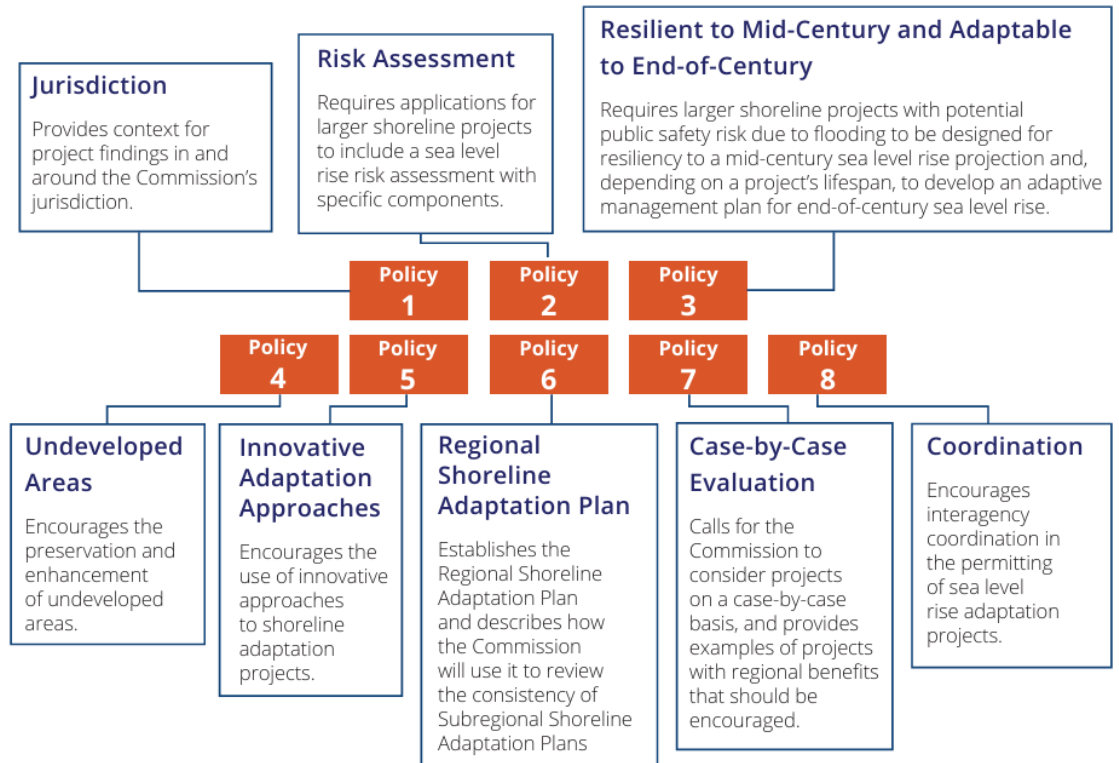 Jurisdiction
Provides context for
project findings in and
around the Commission's
jurisdiction.
Risk Assessment
Requires applications for
larger shoreline projects
to include a sea level
rise risk assessment with
specific components.
Resilient to Mid-Century and Adaptable
to End-of-Century
Requires larger shoreline projects with potential
public safety risk due to flooding to be designed for
resiliency to a mid-century sea level rise projection and,
depending on a project's lifespan, to develop an adaptive
management plan for end-of-century sea level rise.
Policy
1
Policy
2
Policy
3
Policy
4
Policy
5
Policy
6
Policy
7
Policy
8
Undeveloped
Areas
Encourages the
preservation and
enhancement
of undeveloped
areas.
Innovative
Adaptation
Approaches
Encourages the
use of innovative
approaches
to shoreline
adaptation
projects.
Regional
Shoreline
Adaptation Plan
Establishes the
Regional Shoreline
Adaptation Plan
and describes how
the Commission
will use it to review
the consistency of
Subregional Shoreline
Adaptation Plans
Case-by-Case
Evaluation
Calls for the
Commission to
consider projects
on a case-by-case
basis, and provides
examples of projects
with regional benefits
that should be
encouraged.
Coordination
Encourages
interagency
coordination in
the permitting
of sea level
rise adaptation
projects.